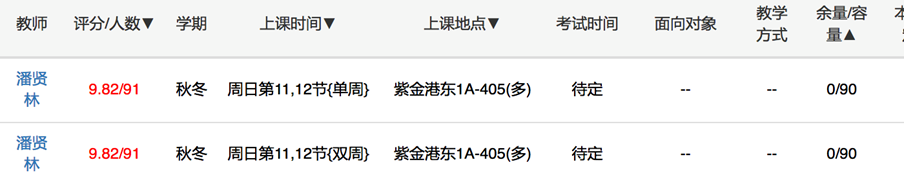 教师 评分/人数▼ 学期 上课时间▼ 上课地点▼ 考试时间 面向对象 教学方式 余量/容量▲
潘贤林 9.82/91 秋冬 周日第11,12节{单周} 紫金港东1A-405(多) 待定 -- -- 0/90
潘贤林 9.82/91 秋冬 周日第11,12节{双周} 紫金港东1A-405(多) 待定 -- -- 0/90